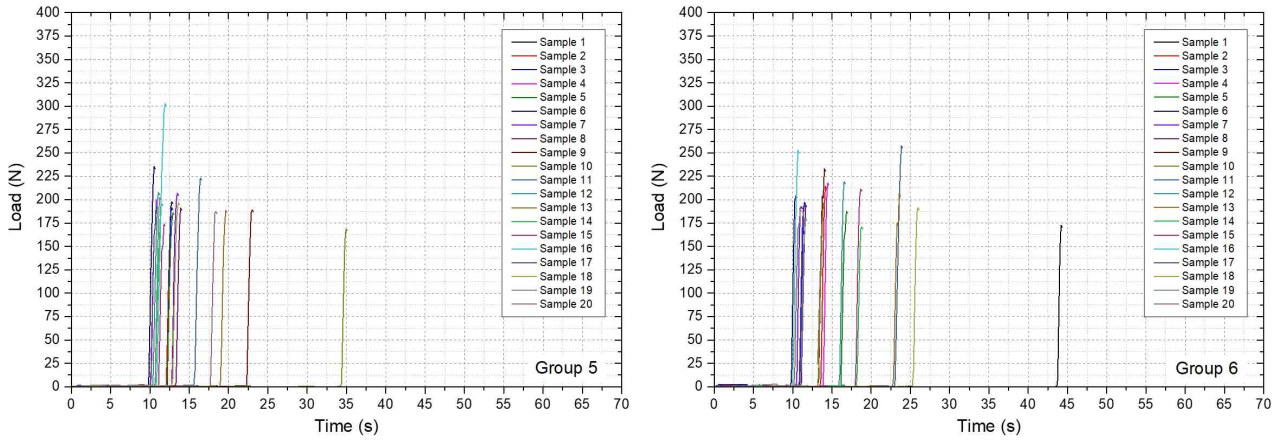 400
375
350
325
300
275
250
225
200
175
150
125
100
75
50
25
0
Load (N)
Sample 1
Sample 2
Sample 3
Sample 4
Sample 5
Sample 6
Sample 7
Sample 8
Sample 9
Sample 10
Sample 11
Sample 12
Sample 13
Sample 14
Sample 15
Sample 16
Sample 17
Sample 18
Sample 19
Sample 20
Group 5
0 5 10 15 20 25 30 35 40 45 50 55 60 65 70
Time (s)
400
375
350
325
300
275
250
225
200
175
150
125
100
75
50
25
0
Load (N)
Sample 1
Sample 2
Sample 3
Sample 4
Sample 5
Sample 6
Sample 7
Sample 8
Sample 9
Sample 10
Sample 11
Sample 12
Sample 13
Sample 14
Sample 15
Sample 16
Sample 17
Sample 18
Sample 19
Sample 20
Group 6
0 5 10 15 20 25 30 35 40 45 50 55 60 65 70
Time (s)